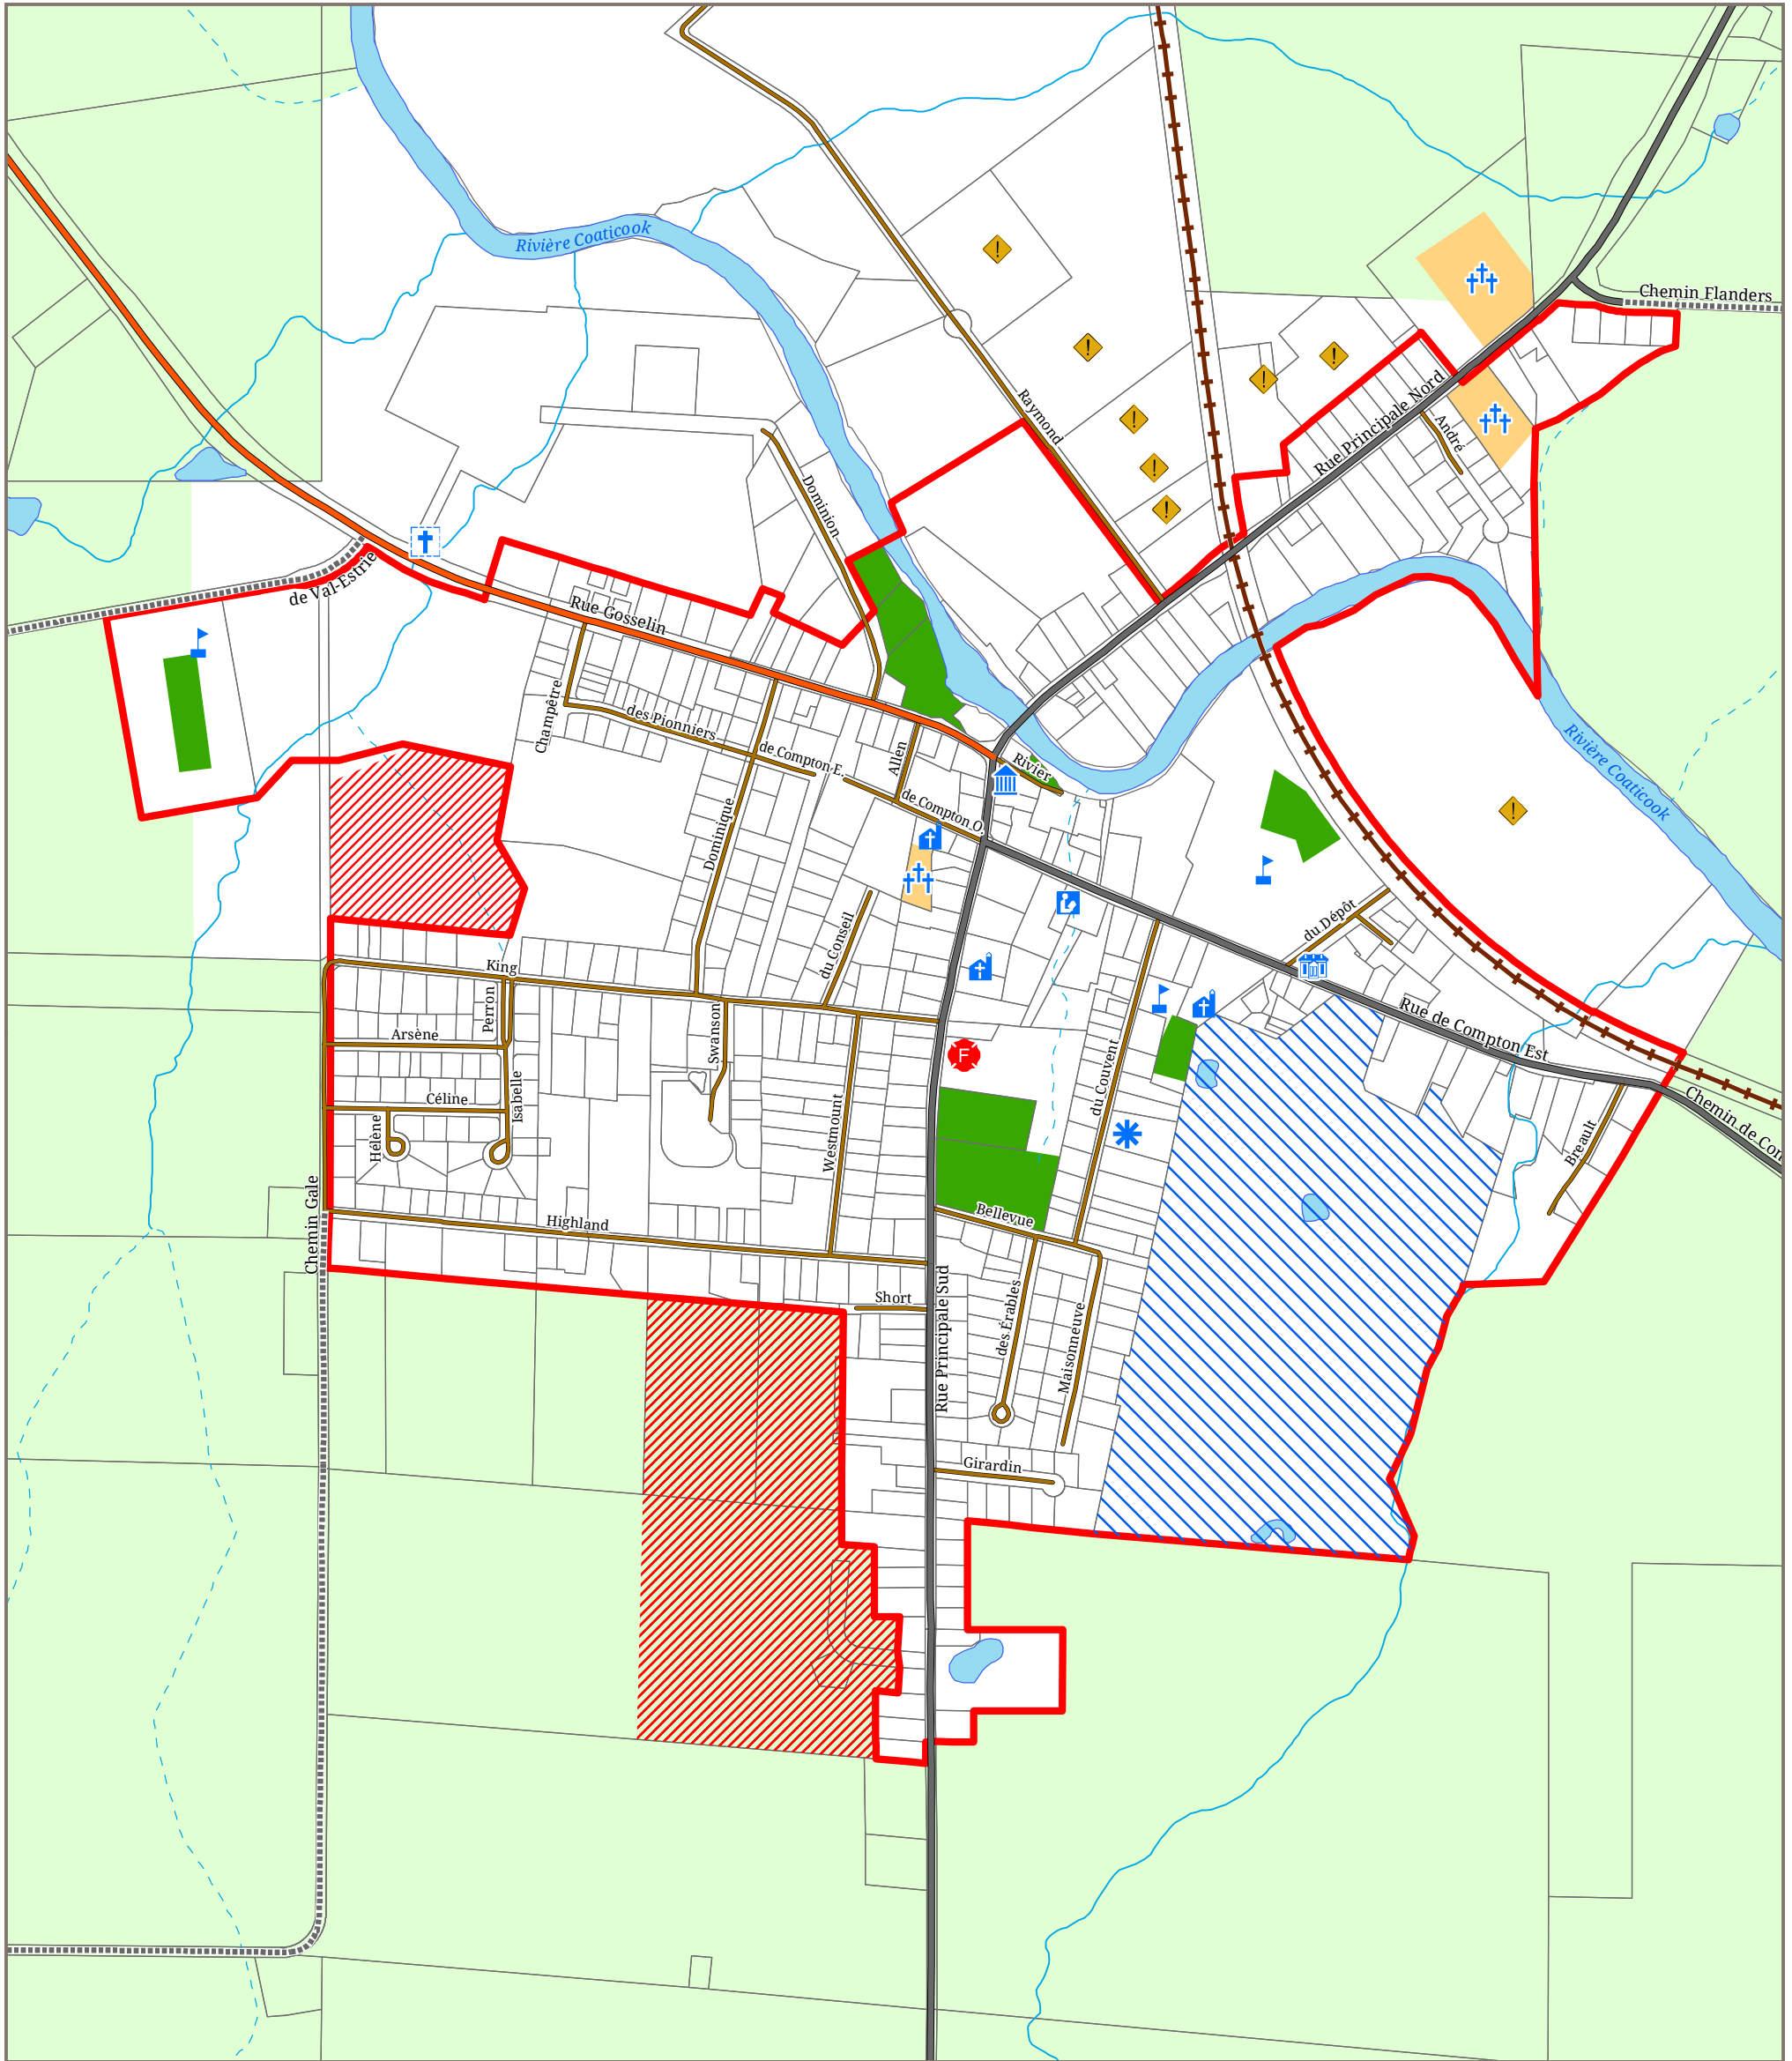 Rivière Coaticook
Chemin Flanders
Raymond
Rue Principale Nord
André
Dominion
de Val-Estrie
Rue Gosselin
Champêtre
des Pionniers
de Compton E.
Allen
Rivier
Rivière Coaticook
de Compton O.
Dominique
du Conseil
du Dépôt
King
Perron
Swanson
Rue de Compton Est
Arsène
F
du Couvent
Isabelle
Céline
Hélène
Westmount
Breault
Chemin de Con
Chemin Gale
Highland
Bellevue
Short
Rue Principale Sud
des Érables
Maisonneuve
Girardin